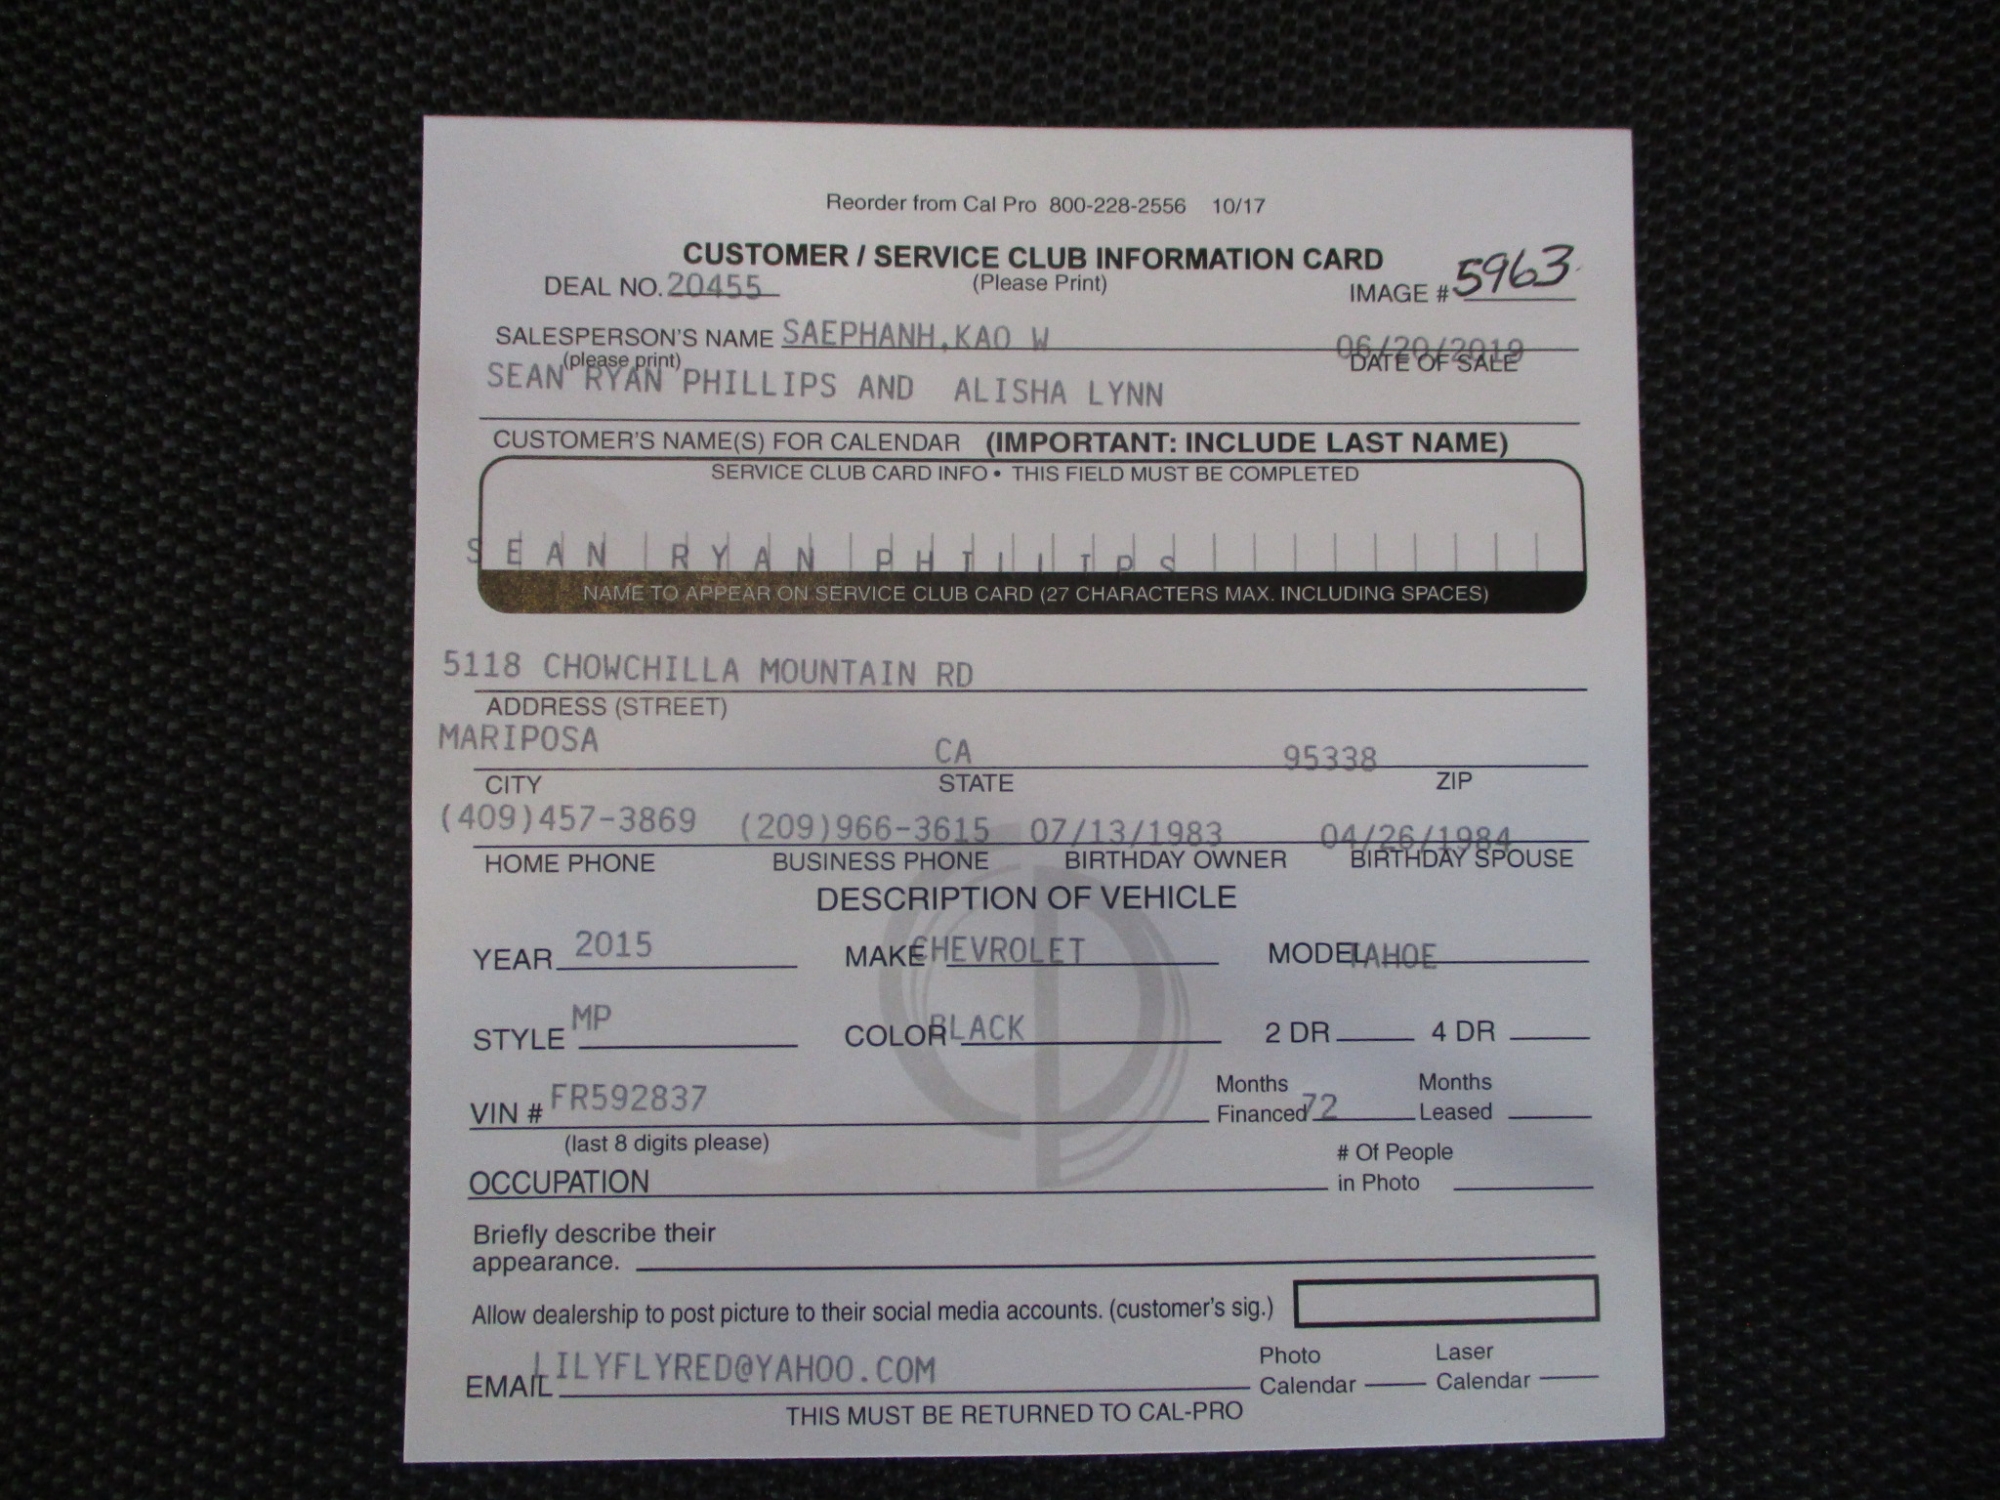 Reorder from Cal Pro 800-228-2556 10/17
CUSTOMER / SERVICE CLUB INFORMATION CARD
DEAL NO. 20455 (Please Print) IMAGE # 5963
SALESPERSON'S NAME SAEPHANH,KAO W 06/20/2019
(please print) DATE OF SALE
SEAN RYAN PHILLIPS AND ALISHA LYNN
CUSTOMER'S NAME(S) FOR CALENDAR (IMPORTANT: INCLUDE LAST NAME)
SERVICE CLUB CARD INFO • THIS FIELD MUST BE COMPLETED
SEAN RYAN PHILLIPS
NAME TO APPEAR ON SERVICE CLUB CARD (27 CHARACTERS MAX. INCLUDING SPACES)
5118 CHOWCHILLA MOUNTAIN RD
ADDRESS (STREET)
MARIPOSA CA 95338
CITY STATE ZIP
(409)457-3869 (209)966-3615 07/13/1983 04/26/1984
HOME PHONE BUSINESS PHONE BIRTHDAY OWNER BIRTHDAY SPOUSE
DESCRIPTION OF VEHICLE
YEAR 2015 MAKE CHEVROLET MODEL TAHOE
STYLE MP COLOR BLACK 2 DR 4 DR
VIN # FR592837 Months Financed 72 Months Leased
(last 8 digits please)
OCCUPATION # Of People in Photo
Briefly describe their
appearance.
Allow dealership to post picture to their social media accounts. (customer's sig.)
EMAIL LILYFLYRED@YAHOO.COM Photo Calendar Laser Calendar
THIS MUST BE RETURNED TO CAL-PRO